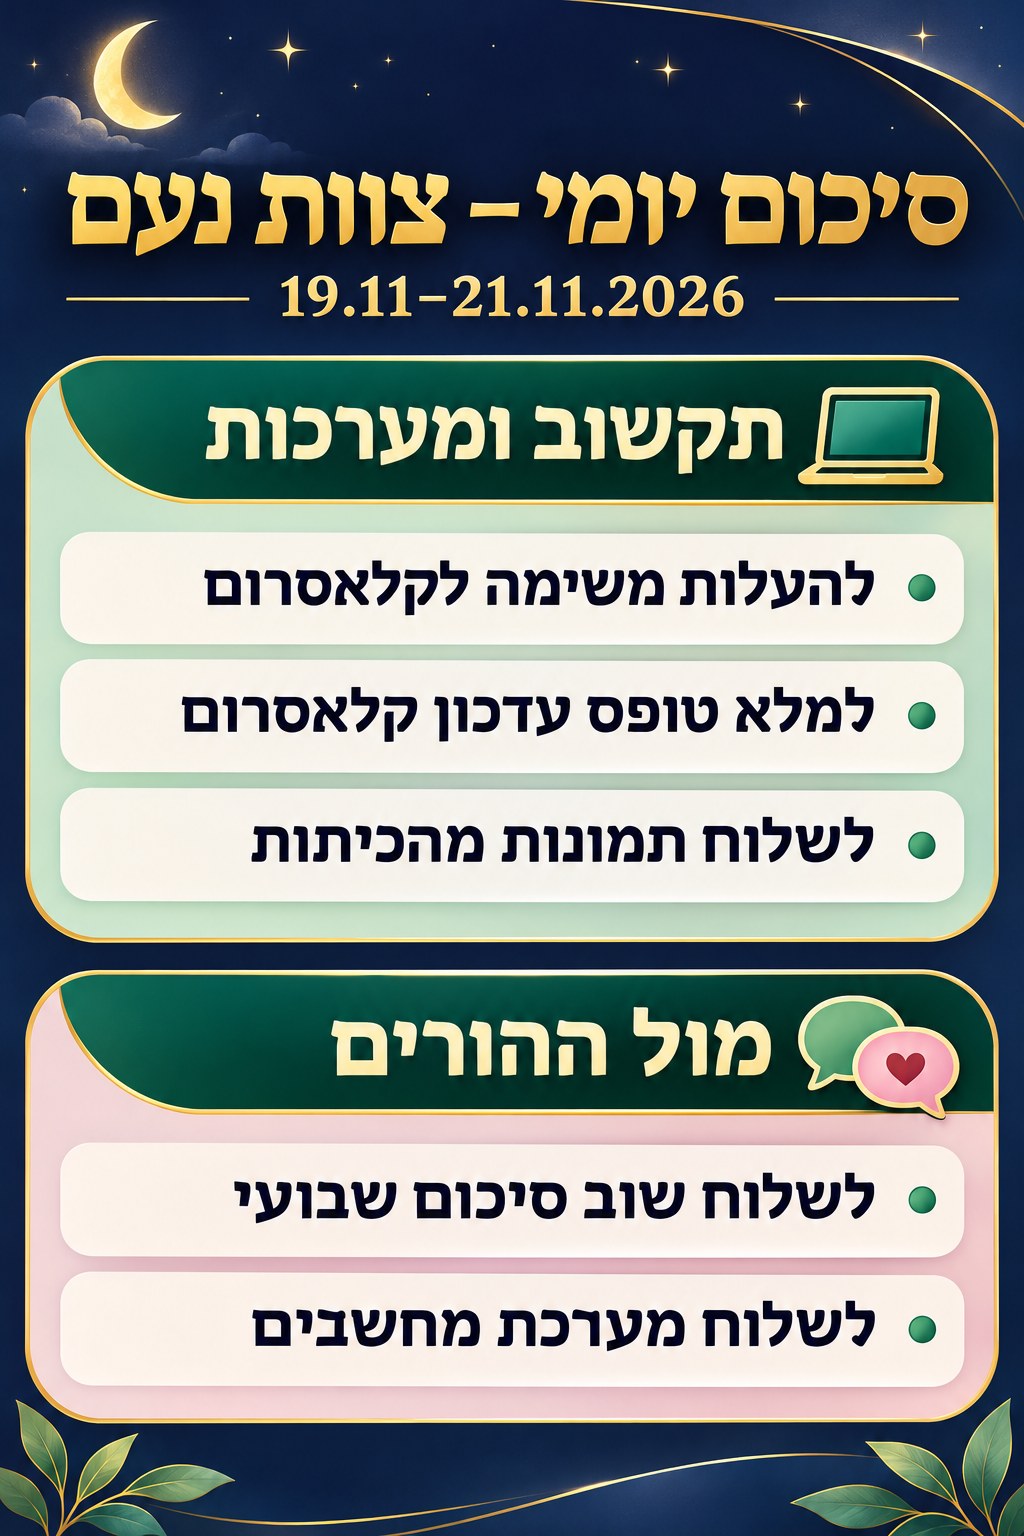 סיכום יומי – צוות נעם
19.11–21.11.2026
תקשוב ומערכות
להעלות משימה לקלאסרום
למלא טופס עדכון קלאסרום
לשלוח תמונות מהכיתות
מול ההורים
לשלוח שוב סיכום שבועי
לשלוח מערכת מחשבים